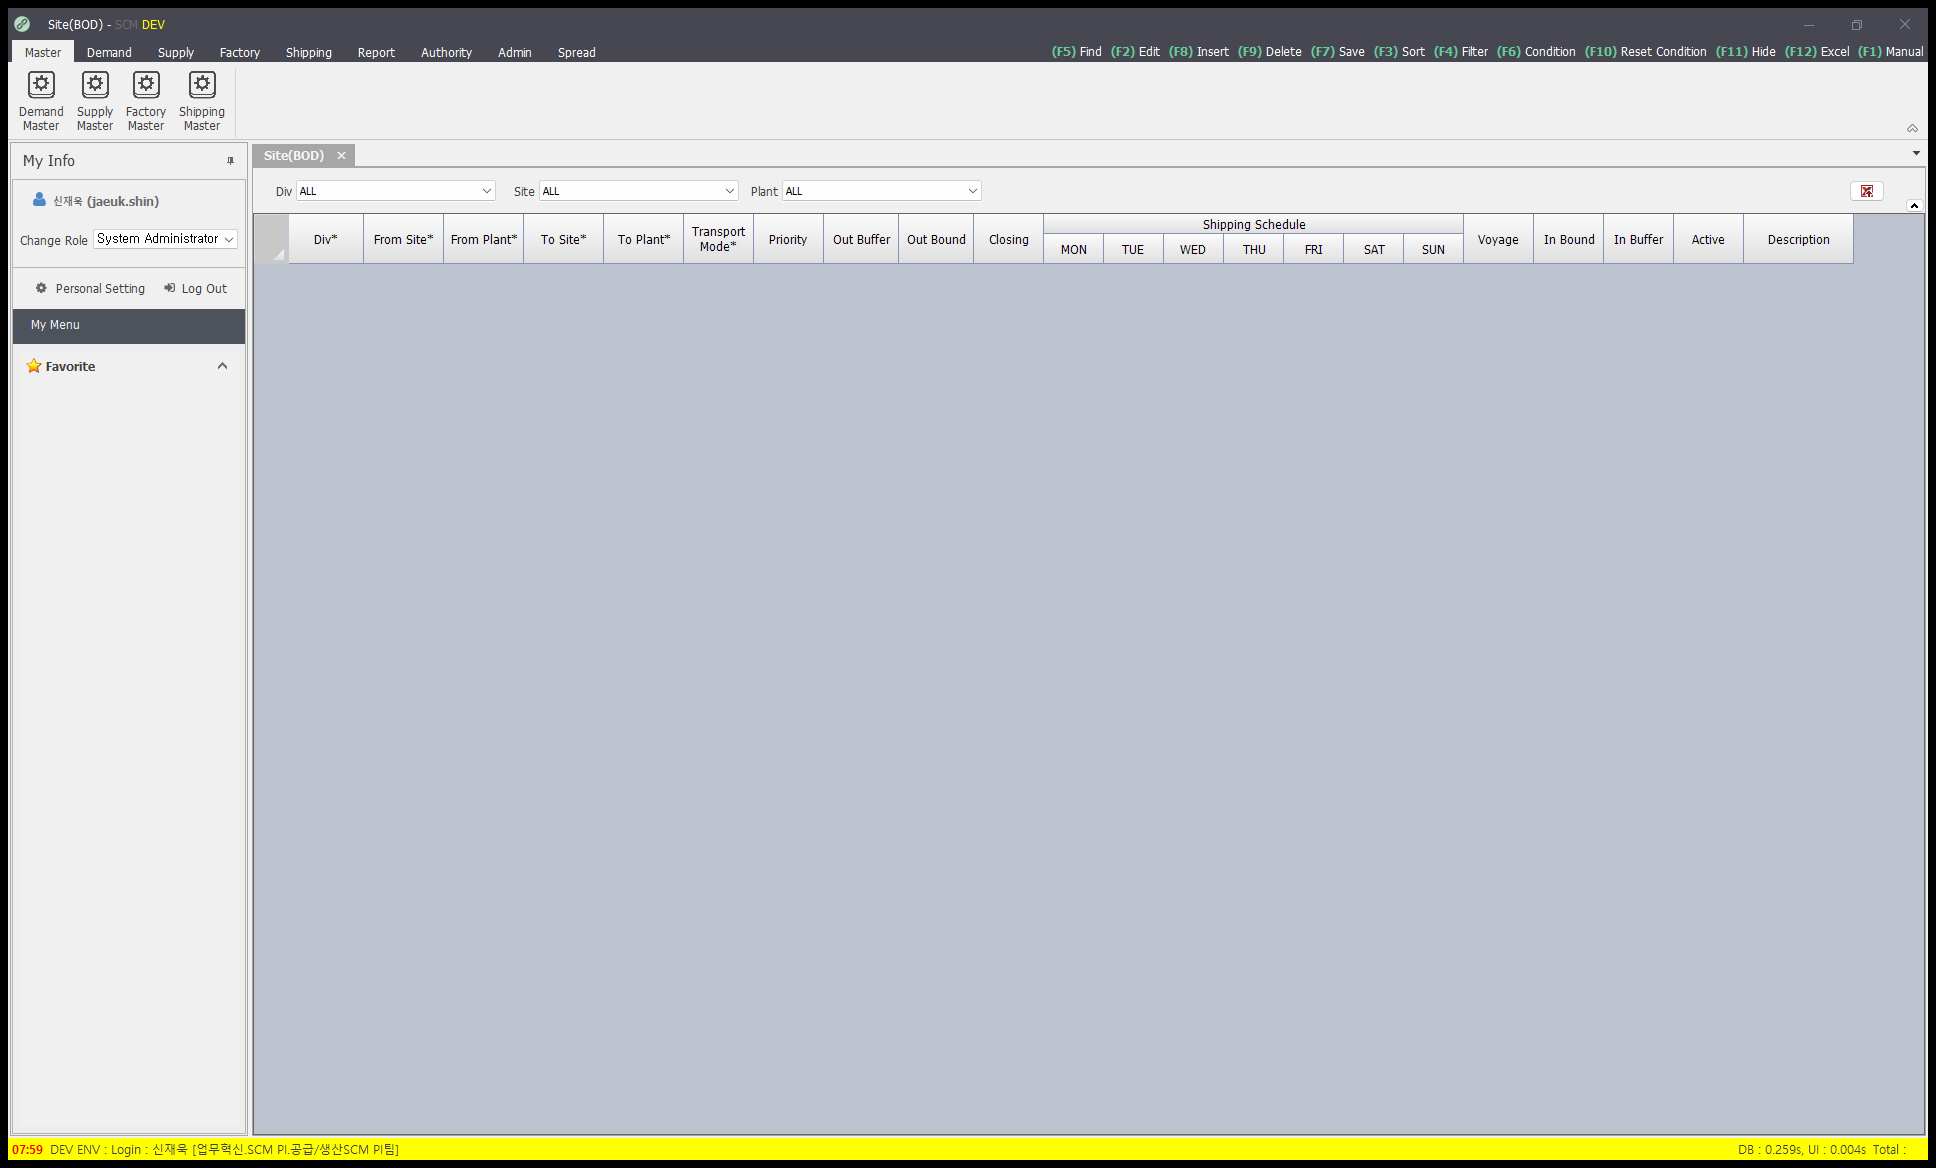 Site(BOD) - SCM DEV
Master Demand Supply Factory Shipping Report Authority Admin Spread
(F5) Find (F2) Edit (F8) Insert (F9) Delete (F7) Save (F3) Sort (F4) Filter (F6) Condition (F10) Reset Condition (F11) Hide (F12) Excel (F1) Manual
Demand Master
Supply Master
Factory Master
Shipping Master
My Info
신재욱 (jaeuk.shin)
Change Role System Administrator
Personal Setting Log Out
My Menu
Favorite
Site(BOD)
Div ALL Site ALL Plant ALL
Div* From Site* From Plant* To Site* To Plant* Transport Mode* Priority Out Buffer Out Bound Closing Shipping Schedule Voyage In Bound In Buffer Active Description
MON TUE WED THU FRI SAT SUN
07:59 DEV ENV : Login : 신재욱 [업무혁신.SCM PI.공급/생산SCM PI팀]
DB : 0.259s, UI : 0.004s Total :